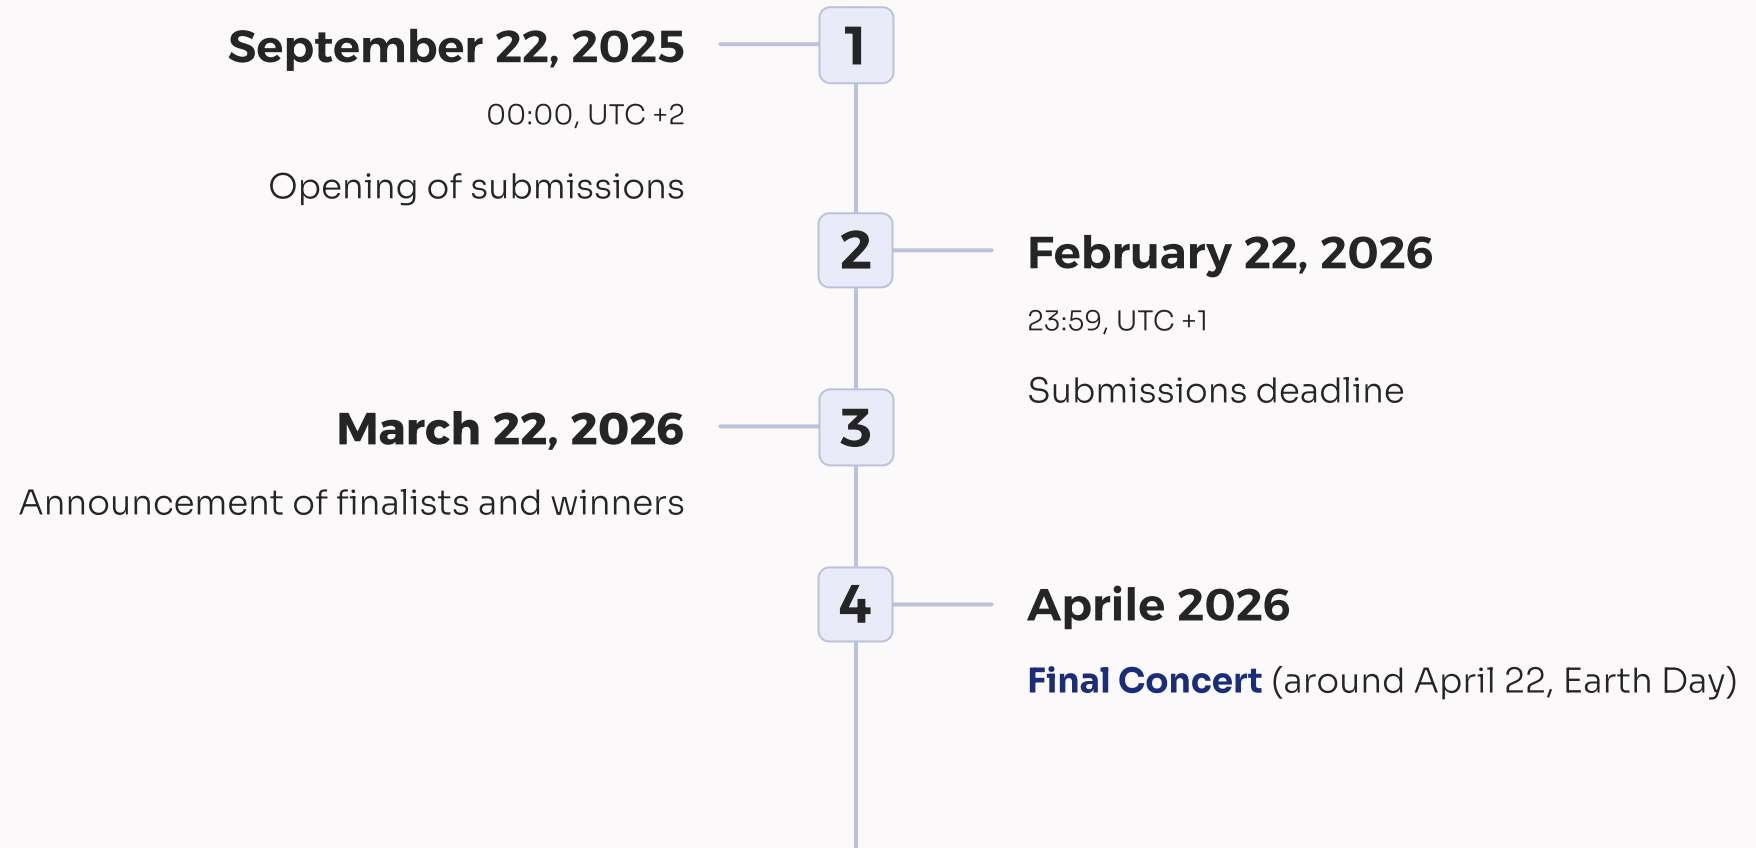 September 22, 2025
1
00:00, UTC +2
Opening of submissions
2
February 22, 2026
23:59, UTC +1
Submissions deadline
March 22, 2026
3
Announcement of finalists and winners
4
Aprile 2026
Final Concert (around April 22, Earth Day)